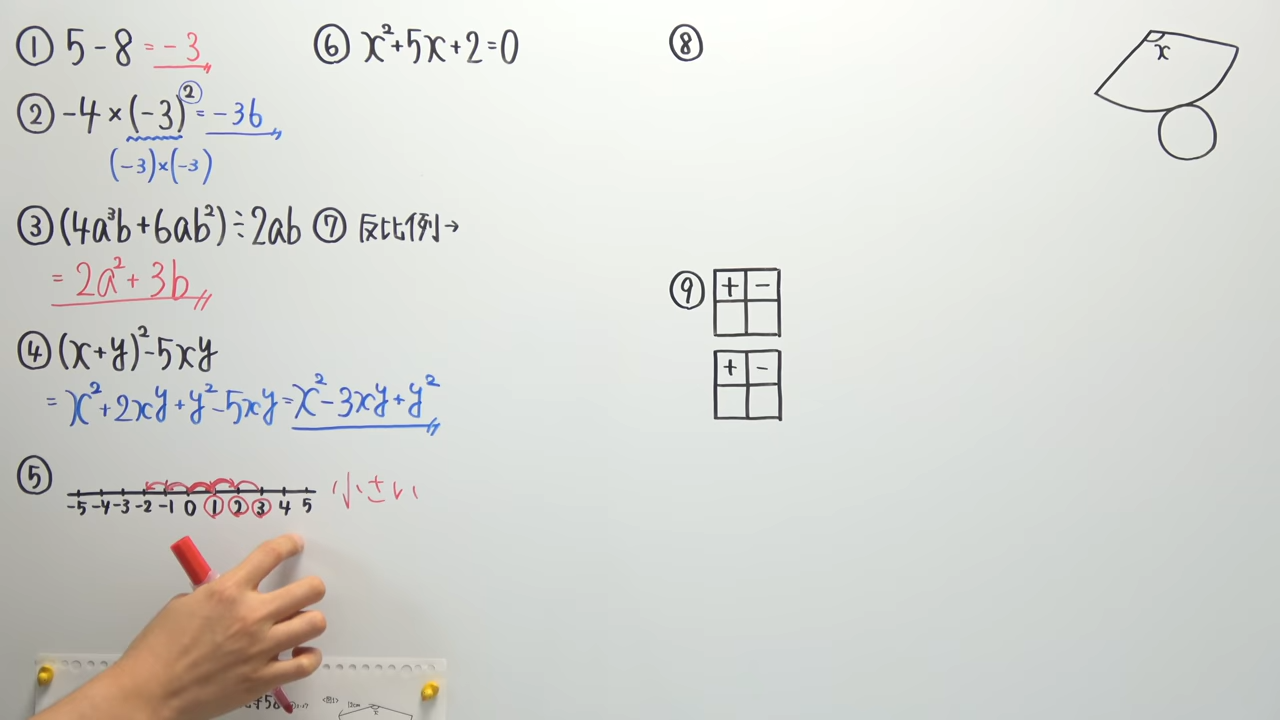 ① 5-8=-3
② -4×(-3)²=-36
(-3)×(-3)
③ (4a³b+6ab²)÷2ab
=2a²+3b
④ (x+y)²-5xy
=x²+2xy+y²-5xy=x²-3xy+y²
⑤
-5 -4 -3 -2 -1 0 1 2 3 4 5
小さい
⑥ x²+5x+2=0
⑦ 反比例→
⑧
x
⑨
+ -
+ -